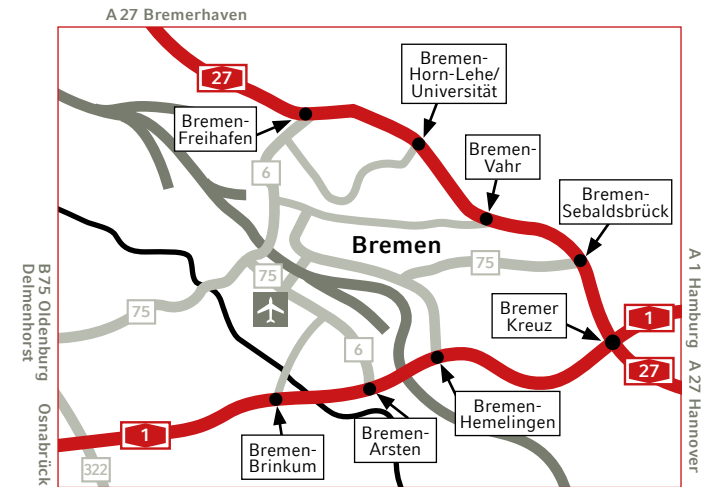 A 27 Bremerhaven
27
Bremen-
Horn-Lehe/
Universität
Bremen-
Freihafen
Bremen-
Vahr
6
Bremen-
Sebaldsbrück
Bremen
75
75
75
B 75 Oldenburg
Delmenhorst
A 1 Hamburg
Bremer
Kreuz
1
6
27
A 27 Hannover
Osnabrück
1
Bremen-
Hemelingen
Bremen-
Arsten
Bremen-
Brinkum
322